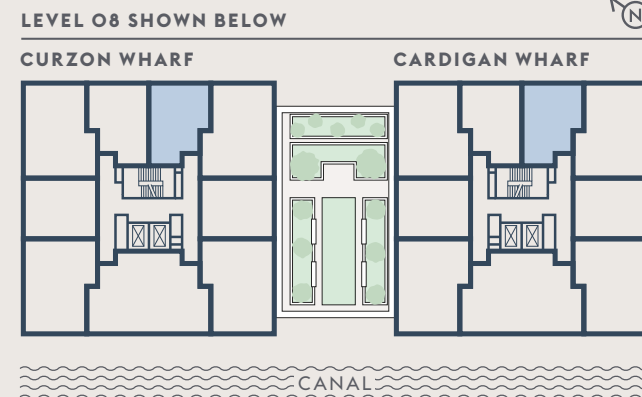 LEVEL 08 SHOWN BELOW
N
CURZON WHARF
CARDIGAN WHARF
CANAL